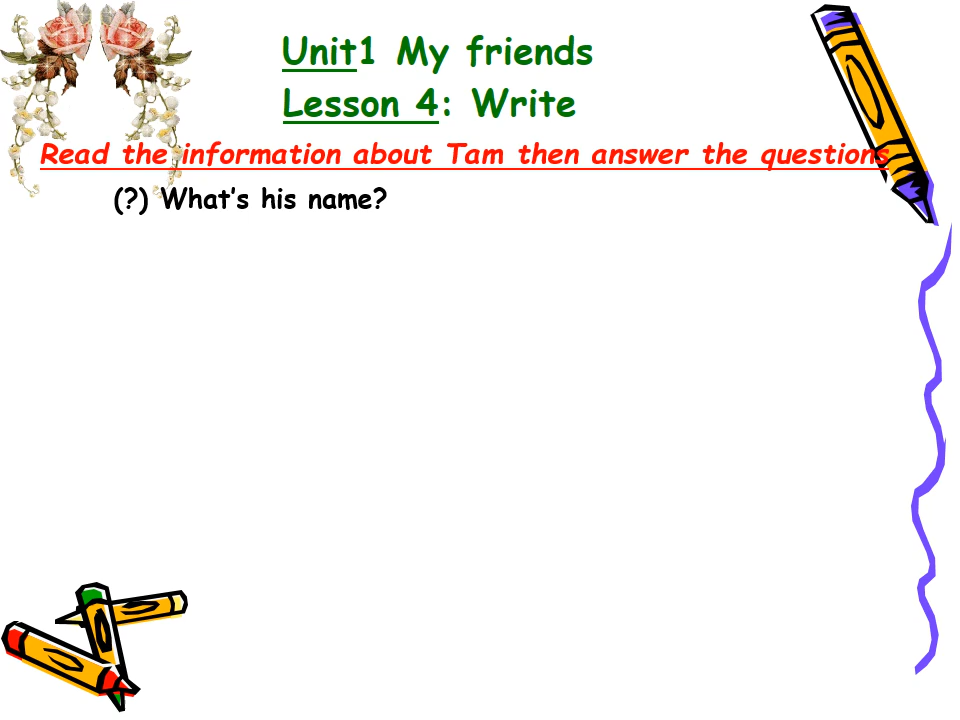 Unit1 My friends
Lesson 4: Write
Read the information about Tam then answer the questions
(?) What's his name?